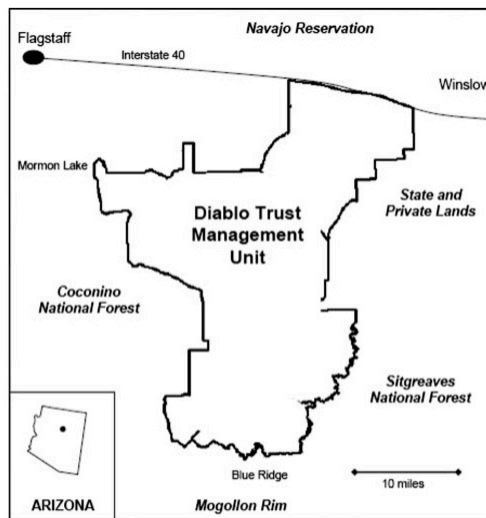 Flagstaff
Navajo Reservation
Interstate 40
Winslow
Mormon Lake
State and
Private Lands
Diablo Trust
Management
Unit
Coconino
National Forest
Sitgreaves
National Forest
Blue Ridge
10 miles
ARIZONA
Mogollon Rim